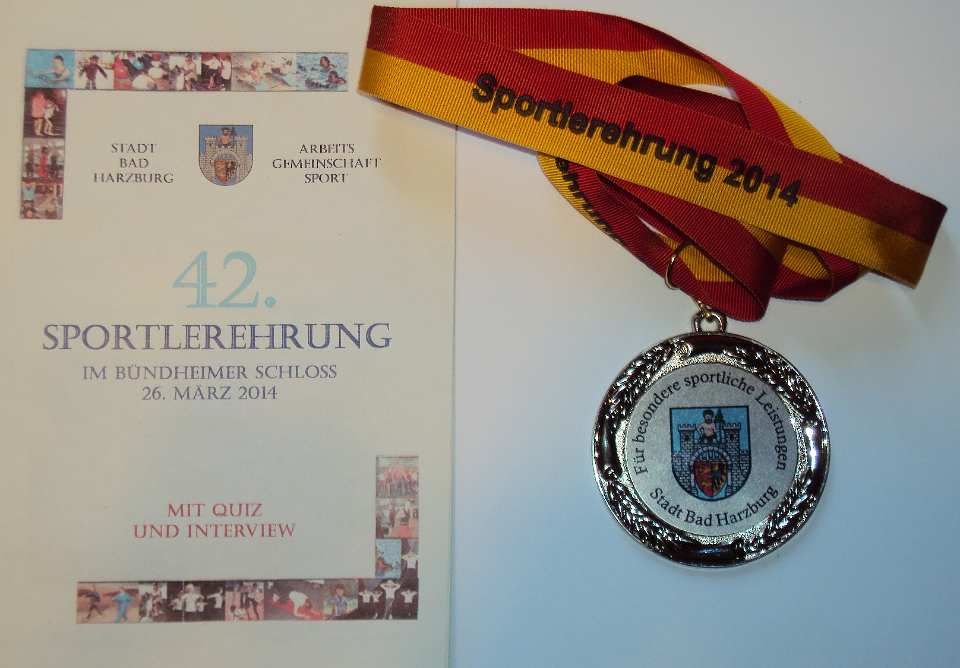 STADT
BAD
HARZBURG
ARBEITS
GEMEINSCHAFT
SPORT
42.
SPORTLEREHRUNG
IM BÜNDHEIMER SCHLOSS
26. MÄRZ 2014
MIT QUIZ
UND INTERVIEW
Sportlerehrung 2014
Für besondere sportliche Leistungen
Stadt Bad Harzburg